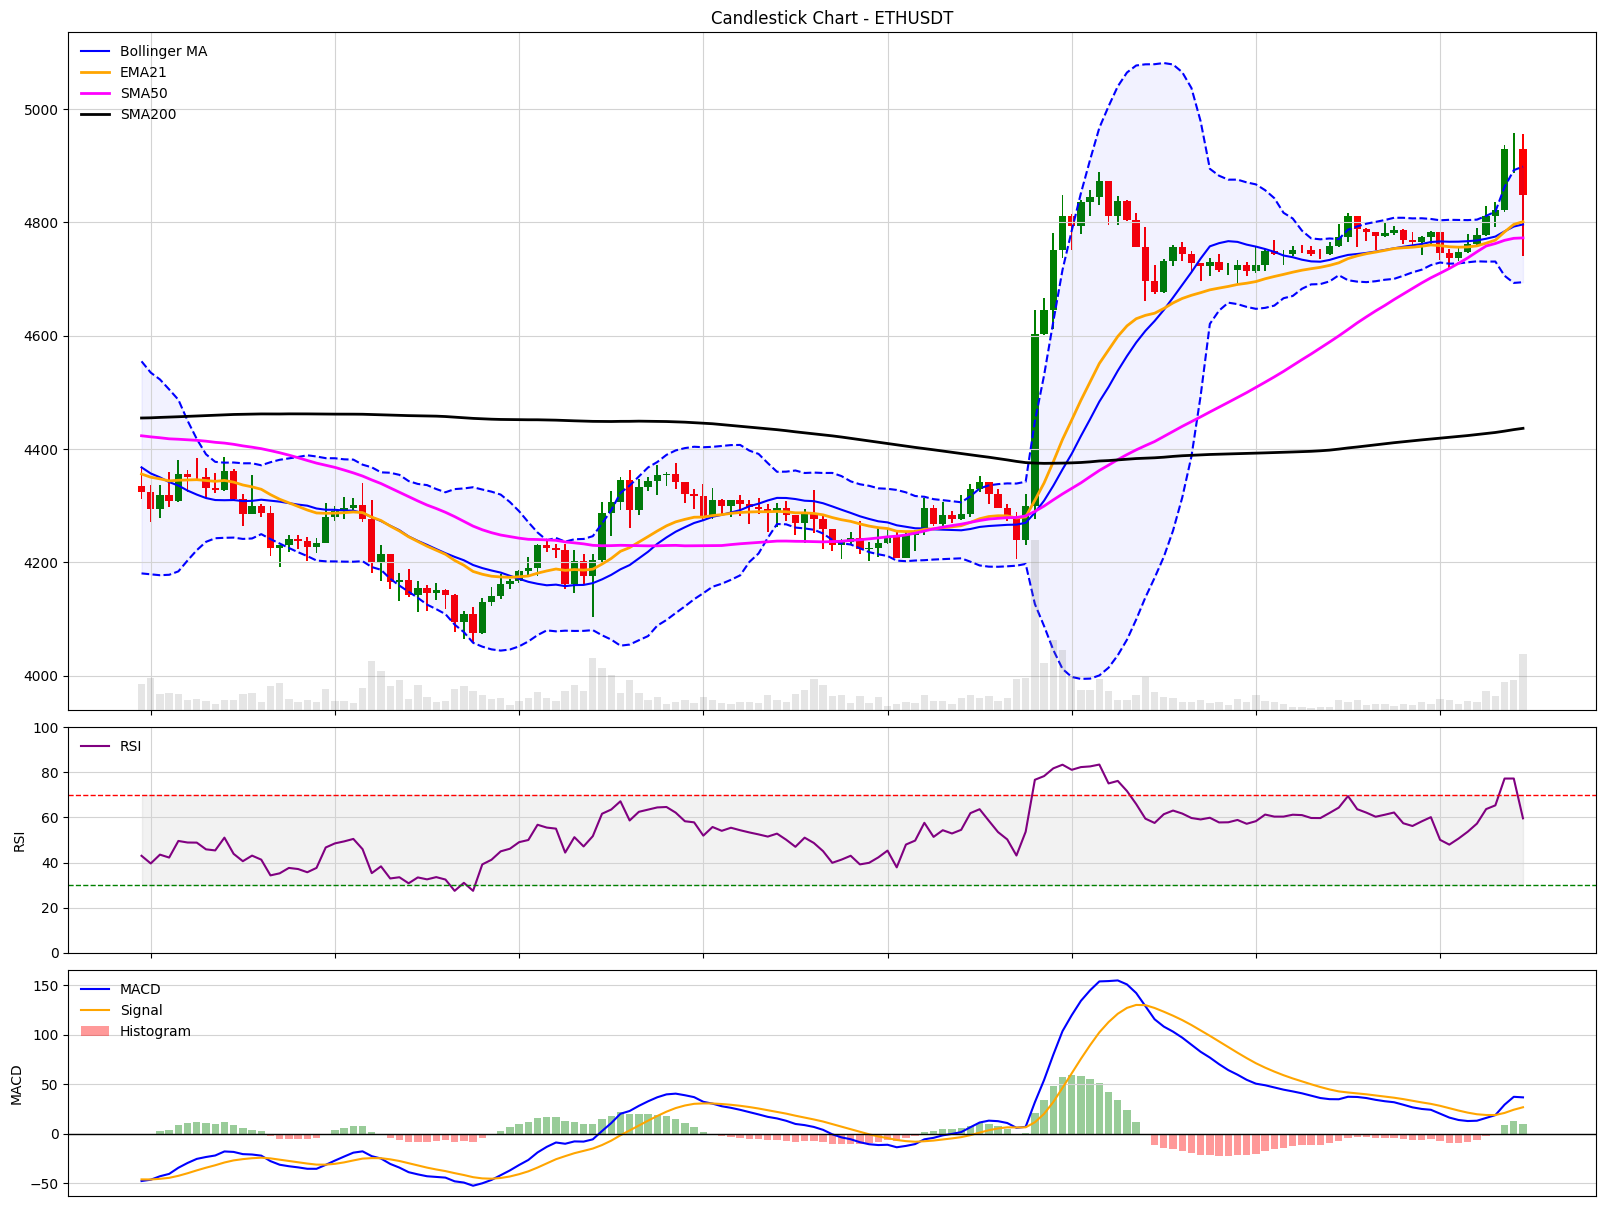 Candlestick Chart - ETHUSDT
Bollinger MA
EMA21
SMA50
SMA200
5000
4800
4600
4400
4200
4000
RSI
100
80
60
40
20
0
RSI
MACD
Signal
Histogram
150
100
50
0
−50
MACD